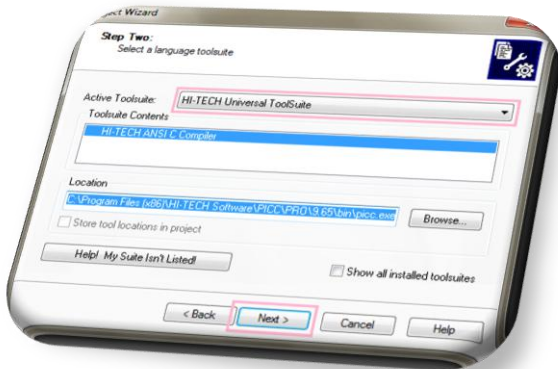 Project Wizard
Step Two:
Select a language toolsuite
Active Toolsuite: HI-TECH Universal ToolSuite
Toolsuite Contents
HI-TECH ANSI C Compiler
Location
C:\Program Files (x86)\HI-TECH Software\PICC\PRO\9.65\bin\picc.exe
Browse...
Store tool locations in project
Help! My Suite Isn't Listed!
Show all installed toolsuites
< Back Next > Cancel Help